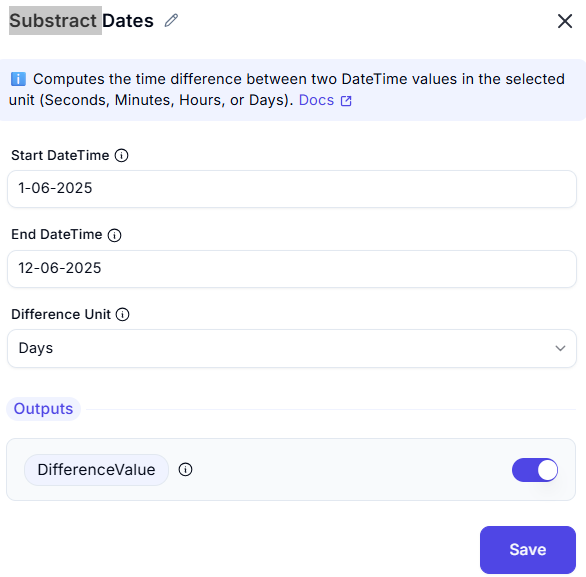 Substract Dates
Computes the time difference between two DateTime values in the selected
unit (Seconds, Minutes, Hours, or Days). Docs
Start DateTime
1-06-2025
End DateTime
12-06-2025
Difference Unit
Days
Outputs
DifferenceValue
Save